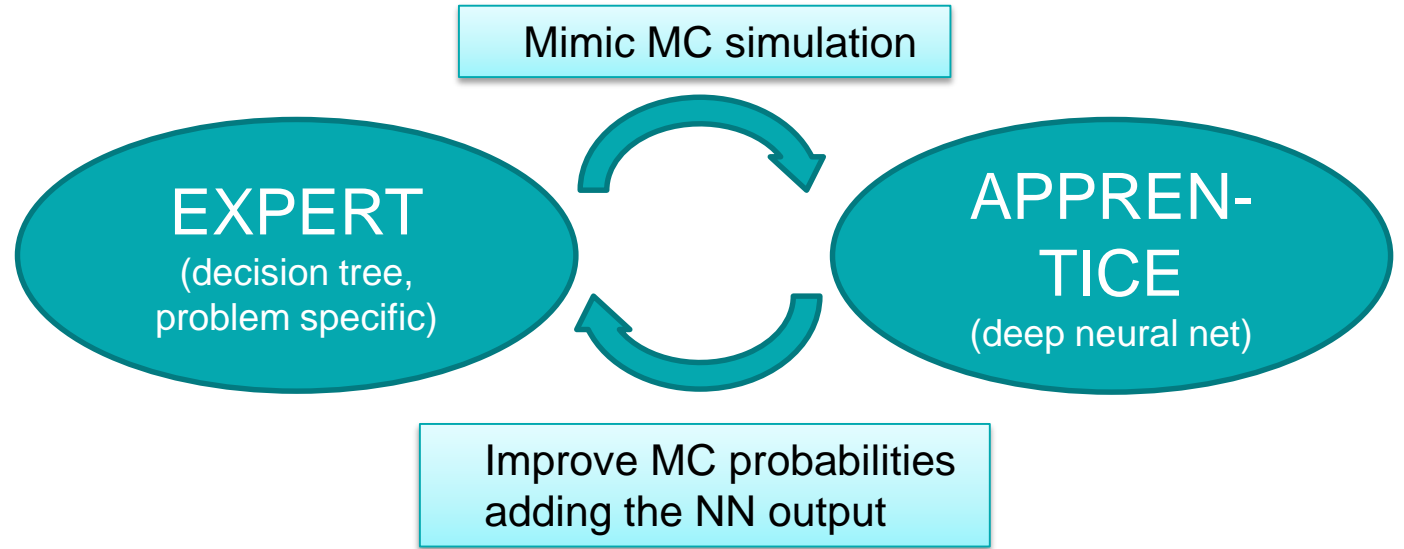 Mimic MC simulation
EXPERT
(decision tree,
problem specific)
APPREN-
TICE
(deep neural net)
Improve MC probabilities
adding the NN output